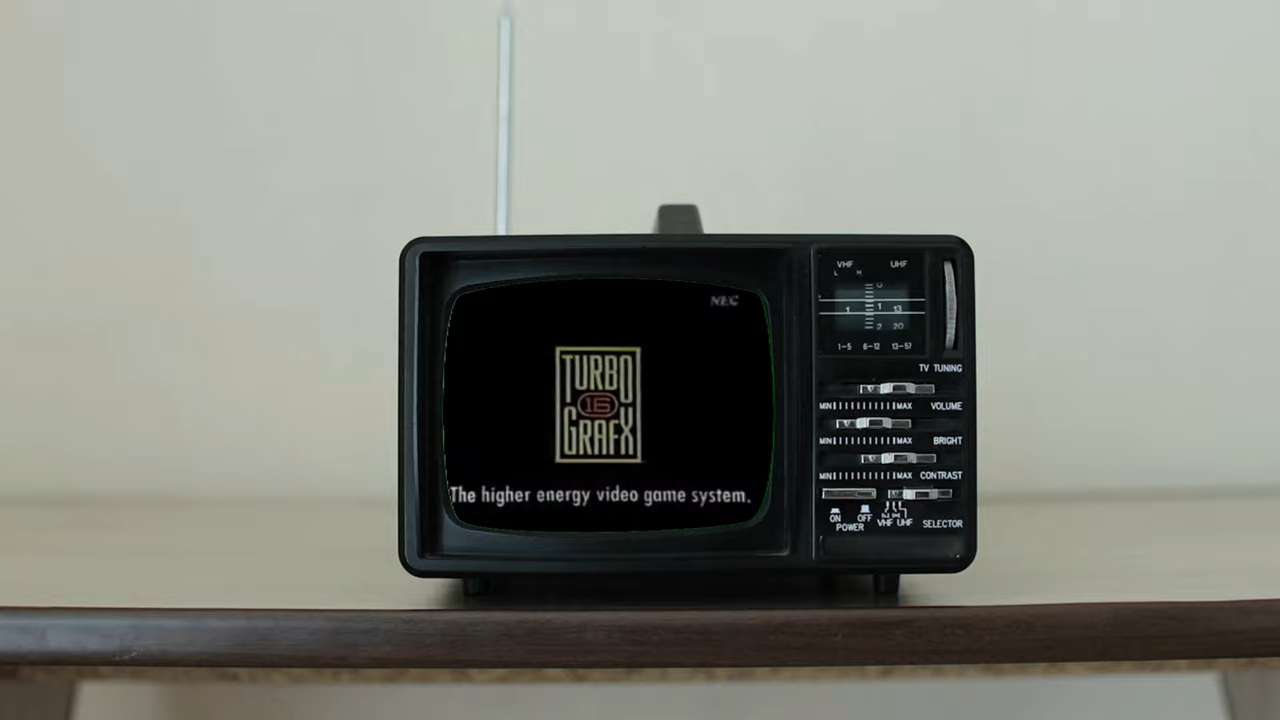 NEC
TURBO
16
GRAFX
The higher energy video game system.
VHF UHF
L H
0
1 1 13
2 20
1-5 6-12 13-57
TV TUNING
MIN MAX VOLUME
MIN MAX BRIGHT
MIN MAX CONTRAST
ON OFF
POWER
VHF UHF
SELECTOR